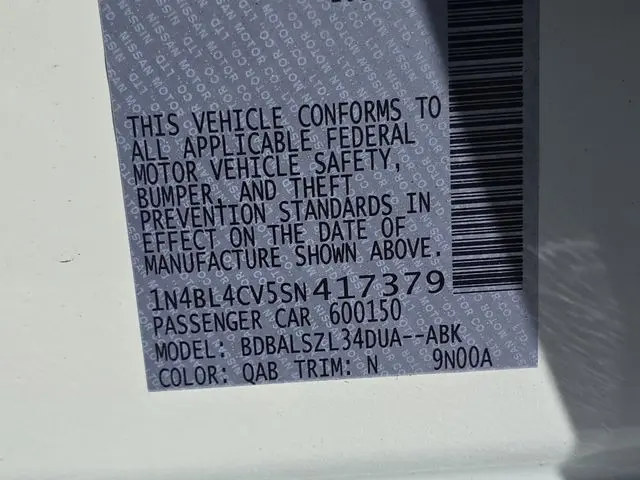 THIS VEHICLE CONFORMS TO
ALL APPLICABLE FEDERAL
MOTOR VEHICLE SAFETY,
BUMPER, AND THEFT
PREVENTION STANDARDS IN
EFFECT ON THE DATE OF
MANUFACTURE SHOWN ABOVE.
1N4BL4CV5SN417379
PASSENGER CAR 600150
MODEL: BDBALSZL34DUA--ABK
COLOR: QAB TRIM: N 9N00A